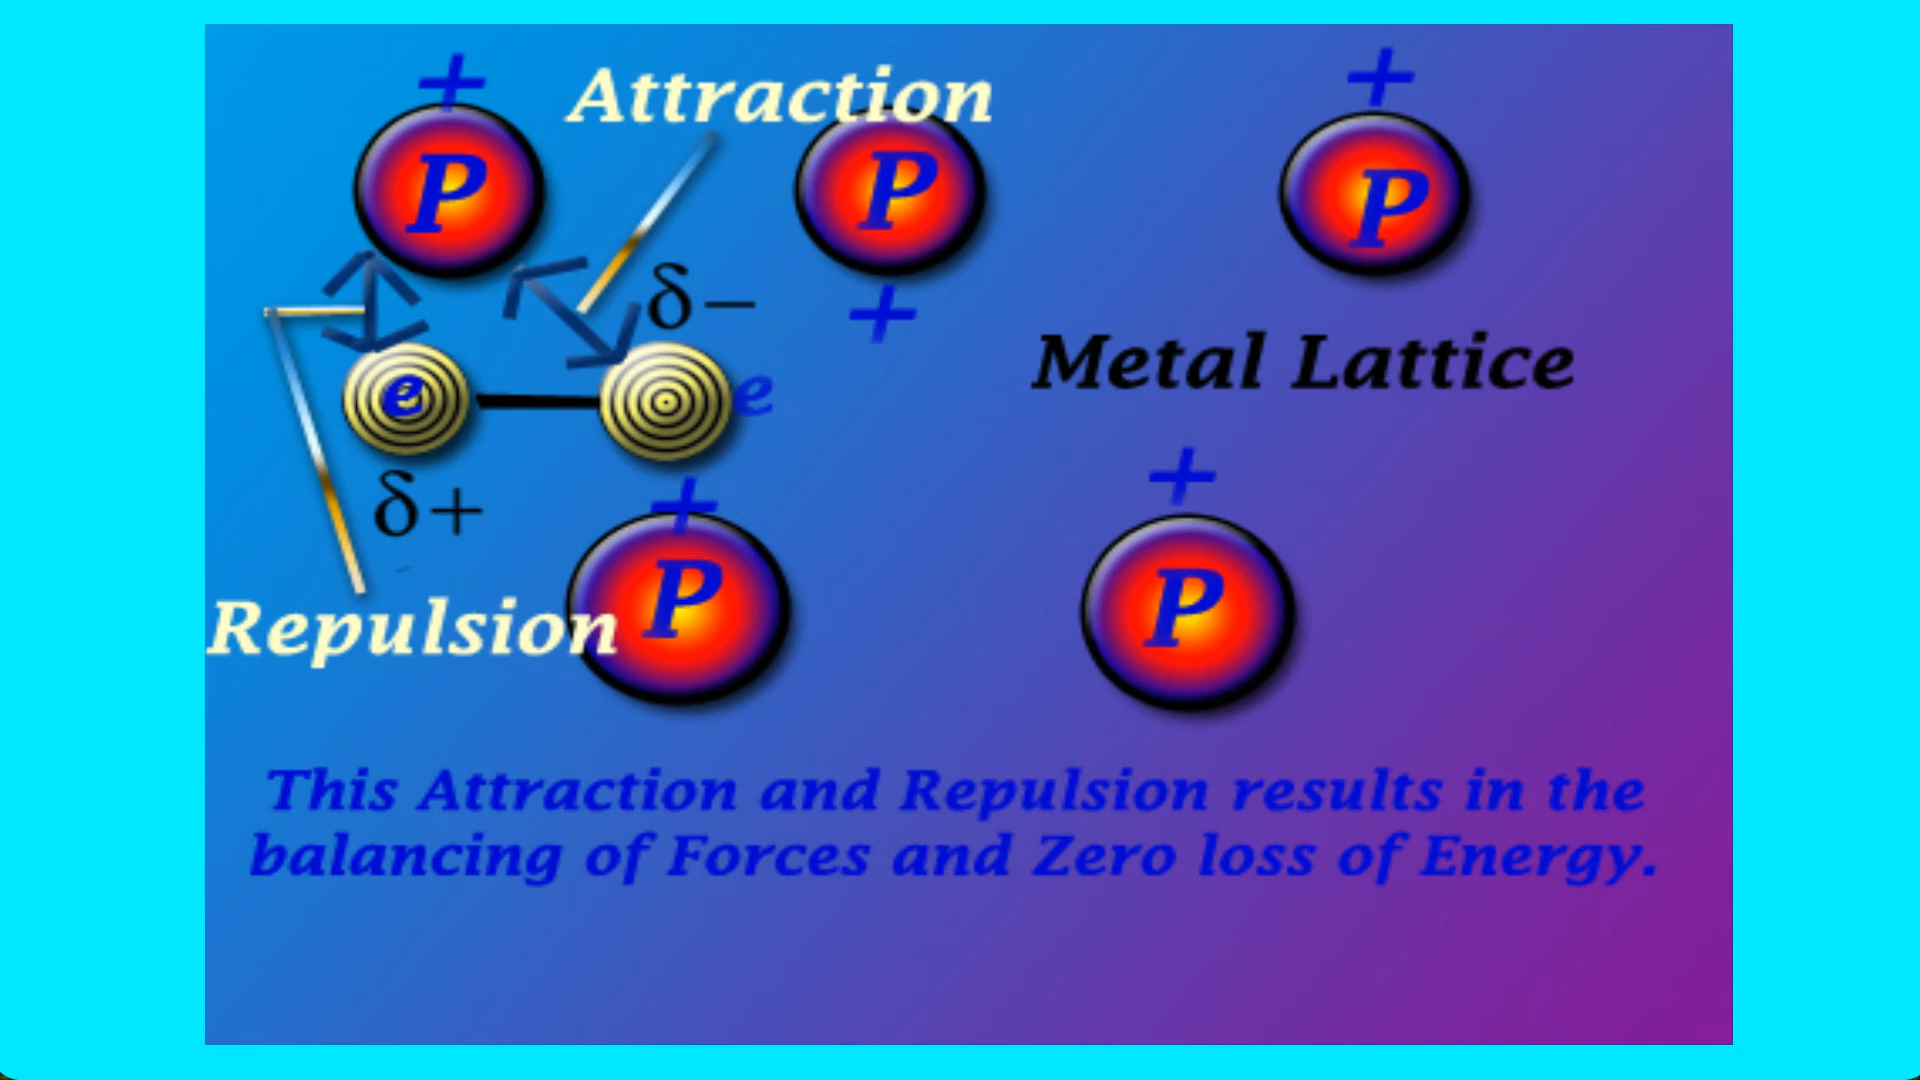 +
Attraction
+
P
P
P
δ−
+
Metal Lattice
e
e
+
+
δ+
P
P
Repulsion
This Attraction and Repulsion results in the
balancing of Forces and Zero loss of Energy.